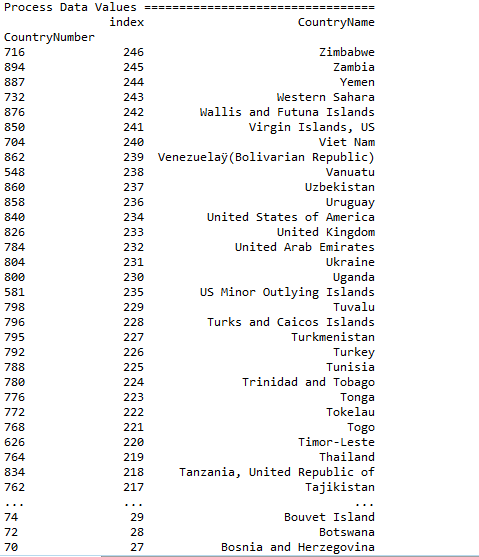 Process Data Values ==================================
index CountryName
CountryNumber
716 246 Zimbabwe
894 245 Zambia
887 244 Yemen
732 243 Western Sahara
876 242 Wallis and Futuna Islands
850 241 Virgin Islands, US
704 240 Viet Nam
862 239 Venezuelaÿ(Bolivarian Republic)
548 238 Vanuatu
860 237 Uzbekistan
858 236 Uruguay
840 234 United States of America
826 233 United Kingdom
784 232 United Arab Emirates
804 231 Ukraine
800 230 Uganda
581 235 US Minor Outlying Islands
798 229 Tuvalu
796 228 Turks and Caicos Islands
795 227 Turkmenistan
792 226 Turkey
788 225 Tunisia
780 224 Trinidad and Tobago
776 223 Tonga
772 222 Tokelau
768 221 Togo
626 220 Timor-Leste
764 219 Thailand
834 218 Tanzania, United Republic of
762 217 Tajikistan
... ... ...
74 29 Bouvet Island
72 28 Botswana
70 27 Bosnia and Herzegovina